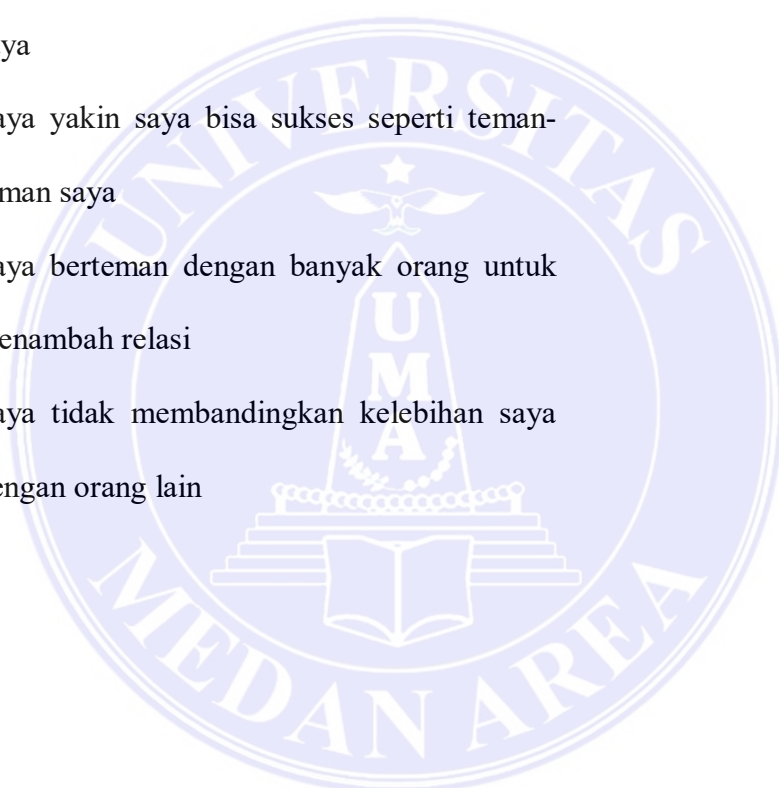 ya
aya yakin saya bisa sukses seperti teman-
man saya
aya berteman dengan banyak orang untuk
enambah relasi
aya tidak membandingkan kelebihan saya
engan orang lain
UNIVERSITAS
UMA
MEDAN AREA